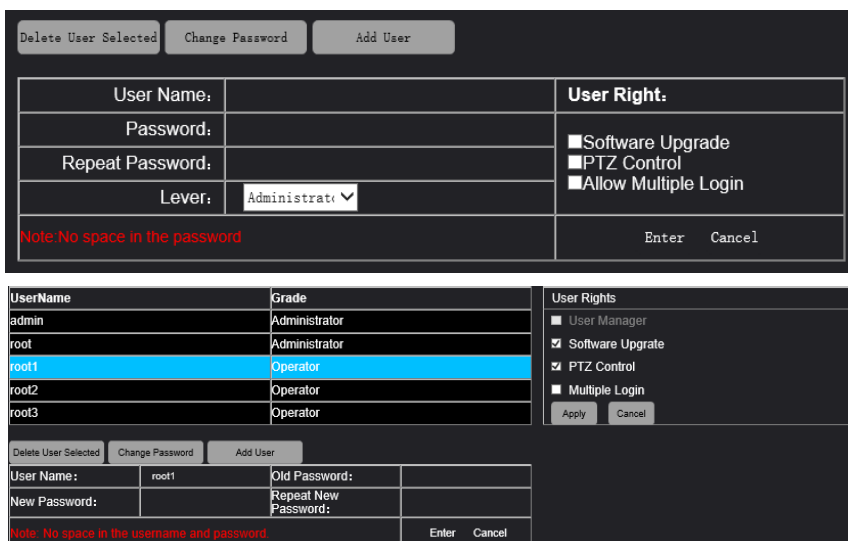 Delete User Selected Change Password Add User
User Name： User Right：
Password：
Software Upgrade
Repeat Password： PTZ Control
Allow Multiple Login
Lever： Administrat
Note:No space in the password Enter Cancel
UserName Grade User Rights
admin Administrator User Manager
root Administrator Software Upgrate
root1 Operator PTZ Control
root2 Operator Multiple Login
root3 Operator Apply Cancel
Delete User Selected Change Password Add User
User Name： root1 Old Password：
New Password： Repeat New
Password：
Note: No space in the username and password. Enter Cancel